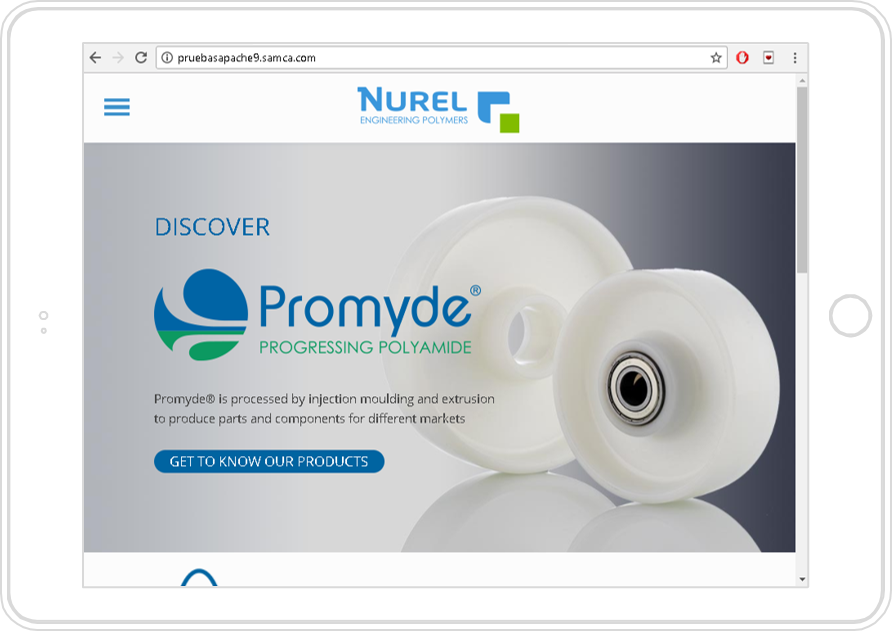 pruebasapache9.samca.com
NUREL
ENGINEERING POLYMERS
DISCOVER
Promyde®
PROGRESSING POLYAMIDE
Promyde® is processed by injection moulding and extrusion
to produce parts and components for different markets
GET TO KNOW OUR PRODUCTS